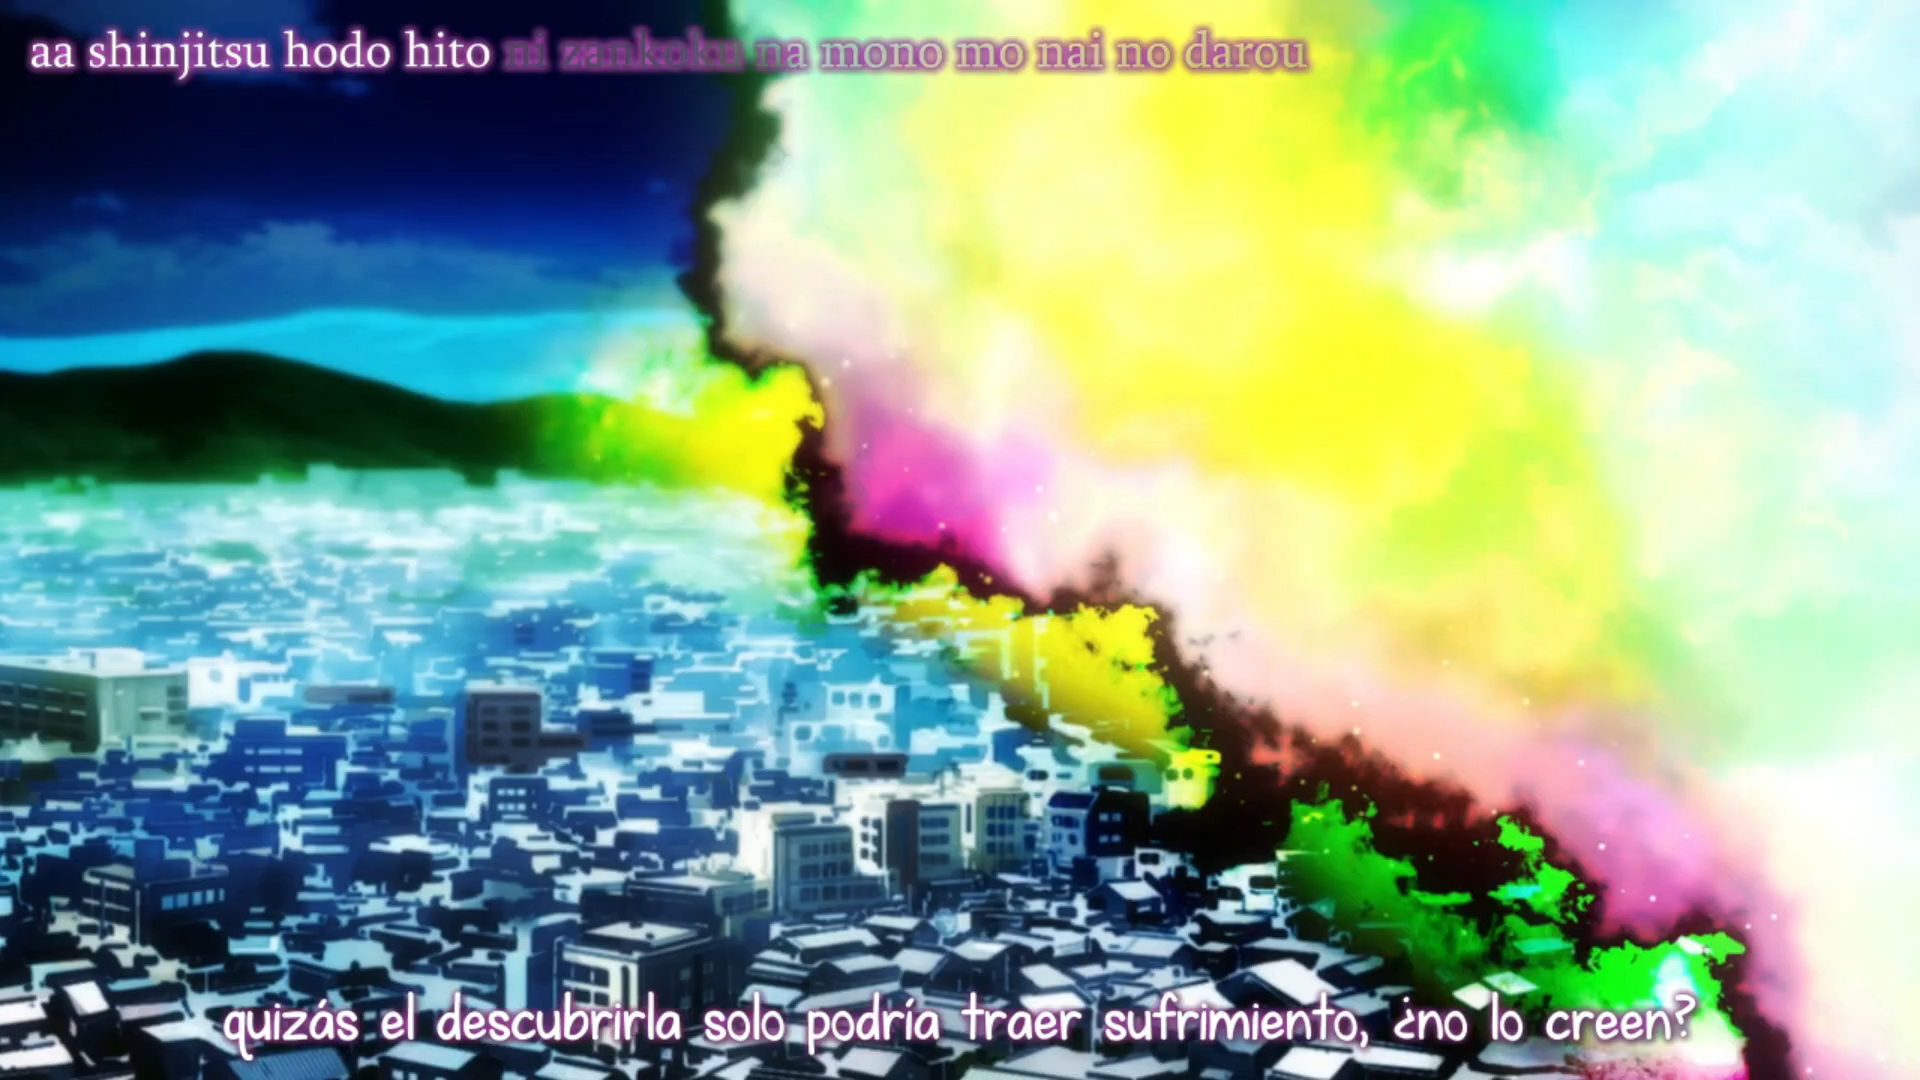 aa shinjitsu hodo hito ni zankoku na mono mo nai no darou
quizás el descubrirla solo podría traer sufrimiento, ¿no lo creen?